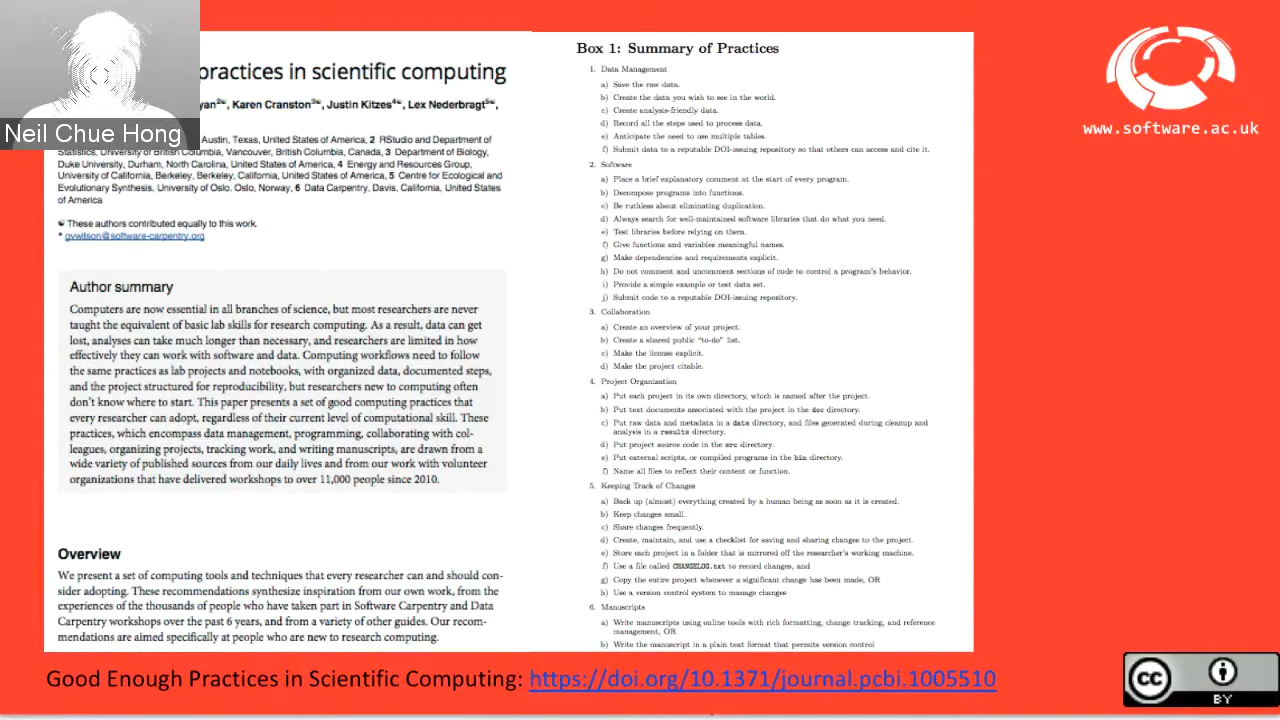 Neil Chue Hong
practices in scientific computing
yan, Karen Cranston, Justin Kitzes, Lex Nederbragt,
Austin, Texas, United States of America, 2 RStudio and Department of
Statistics, University of British Columbia, Vancouver, British Columbia, Canada, 3 Department of Biology,
Duke University, Durham, North Carolina, United States of America, 4 Energy and Resources Group,
University of California, Berkeley, Berkeley, California, United States of America, 5 Centre for Ecological and
Evolutionary Synthesis, University of Oslo, Oslo, Norway, 6 Data Carpentry, Davis, California, United States
of America
These authors contributed equally to this work.
* gvwilson@software-carpentry.org
Author summary
Computers are now essential in all branches of science, but most researchers are never
taught the equivalent of basic lab skills for research computing. As a result, data can get
lost, analyses can take much longer than necessary, and researchers are limited in how
effectively they can work with software and data. Computing workflows need to follow
the same practices as lab projects and notebooks, with organized data, documented steps,
and the project structured for reproducibility, but researchers new to computing often
don't know where to start. This paper presents a set of good computing practices that
every researcher can adopt, regardless of their current level of computational skill. These
practices, which encompass data management, programming, collaborating with col-
leagues, organizing projects, tracking work, and writing manuscripts, are drawn from a
wide variety of published sources from our daily lives and from our work with volunteer
organizations that have delivered workshops to over 11,000 people since 2010.
Overview
We present a set of computing tools and techniques that every researcher can and should con-
sider adopting. These recommendations synthesize inspiration from our own work, from the
experiences of the thousands of people who have taken part in Software Carpentry and Data
Carpentry workshops over the past 6 years, and from a variety of other guides. Our recom-
mendations are aimed specifically at people who are new to research computing.
Box 1: Summary of Practices
1. Data Management
a) Save the raw data.
b) Create the data you wish to see in the world.
c) Create analysis-friendly data.
d) Record all the steps used to process data.
e) Anticipate the need to use multiple tables.
f) Submit data to a reputable DOI-issuing repository so that others can access and cite it.
2. Software
a) Place a brief explanatory comment at the start of every program.
b) Decompose programs into functions.
c) Be ruthless about eliminating duplication.
d) Always search for well-maintained software libraries that do what you need.
e) Test libraries before relying on them.
f) Give functions and variables meaningful names.
g) Make dependencies and requirements explicit.
h) Do not comment and uncomment sections of code to control a program's behavior.
i) Provide a simple example or test data set.
j) Submit code to a reputable DOI-issuing repository.
3. Collaboration
a) Create an overview of your project.
b) Create a shared public "to-do" list.
c) Make the license explicit.
d) Make the project citable.
4. Project Organization
a) Put each project in its own directory, which is named after the project.
b) Put text documents associated with the project in the doc directory.
c) Put raw data and metadata in a data directory, and files generated during cleanup and
analysis in a results directory.
d) Put project source code in the src directory.
e) Put external scripts, or compiled programs in the bin directory.
f) Name all files to reflect their content or function.
5. Keeping Track of Changes
a) Back up (almost) everything created by a human being as soon as it is created.
b) Keep changes small.
c) Share changes frequently.
d) Create, maintain, and use a checklist for saving and sharing changes to the project.
e) Store each project in a folder that is mirrored off the researcher's working machine.
f) Use a file called CHANGELOG.txt to record changes, and
g) Copy the entire project whenever a significant change has been made, OR
h) Use a version control system to manage changes
6. Manuscripts
a) Write manuscripts using online tools with rich formatting, change tracking, and reference
management, OR
b) Write the manuscript in a plain text format that permits version control
www.software.ac.uk
Good Enough Practices in Scientific Computing: https://doi.org/10.1371/journal.pcbi.1005510
cc BY